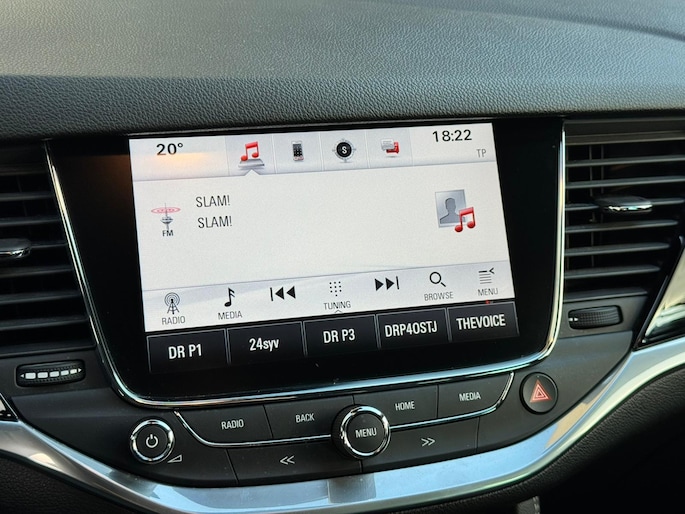 20°
S
18:22
TP
SLAM!
SLAM!
FM
RADIO
MEDIA
TUNING
BROWSE
MENU
DR P1
24syv
DR P3
DRP4OSTJ
THEVOICE
RADIO
BACK
HOME
MEDIA
MENU